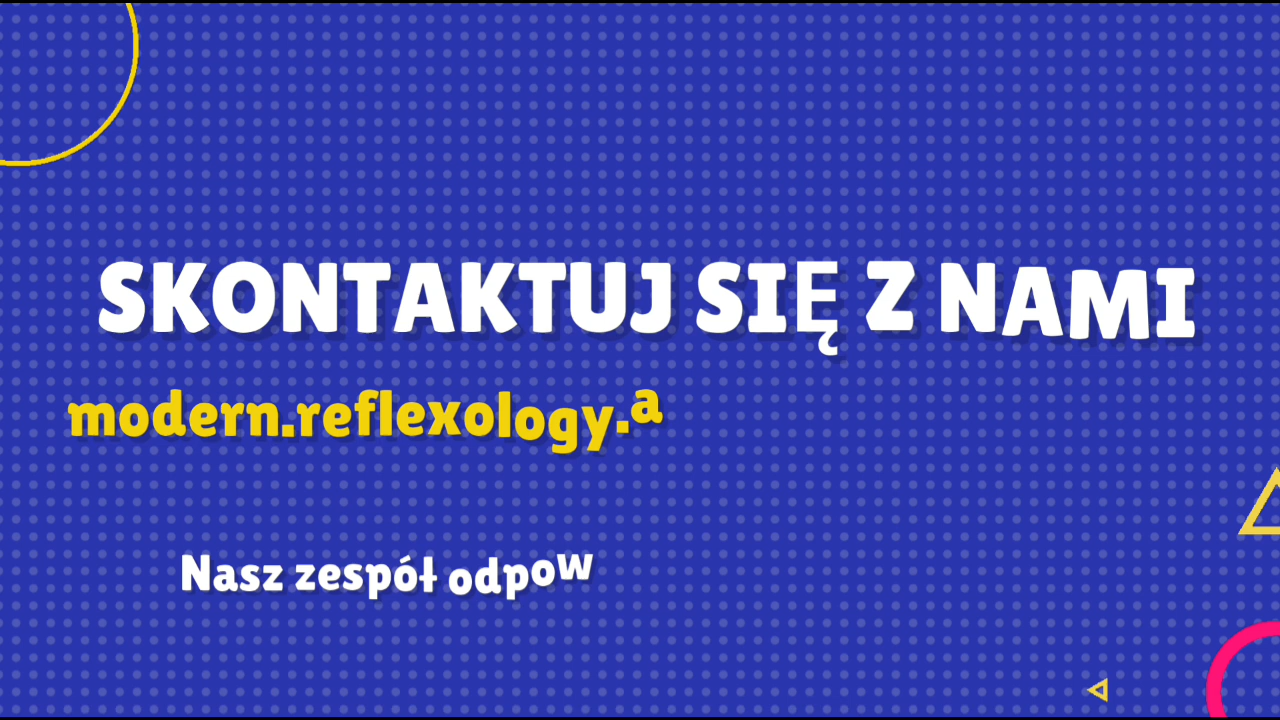 SKONTAKTUJ SIĘ Z NAMI
modern.reflexology.a
Nasz zespół odpow